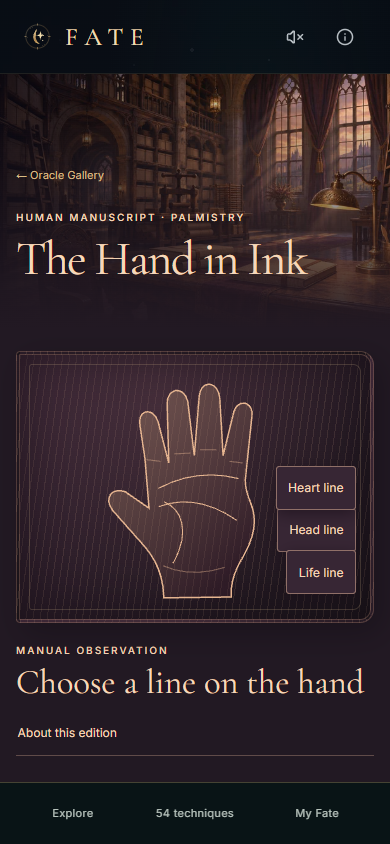 FATE
← Oracle Gallery
HUMAN MANUSCRIPT · PALMISTRY
The Hand in Ink
Heart line
Head line
Life line
MANUAL OBSERVATION
Choose a line on the hand
About this edition
Explore
54 techniques
My Fate